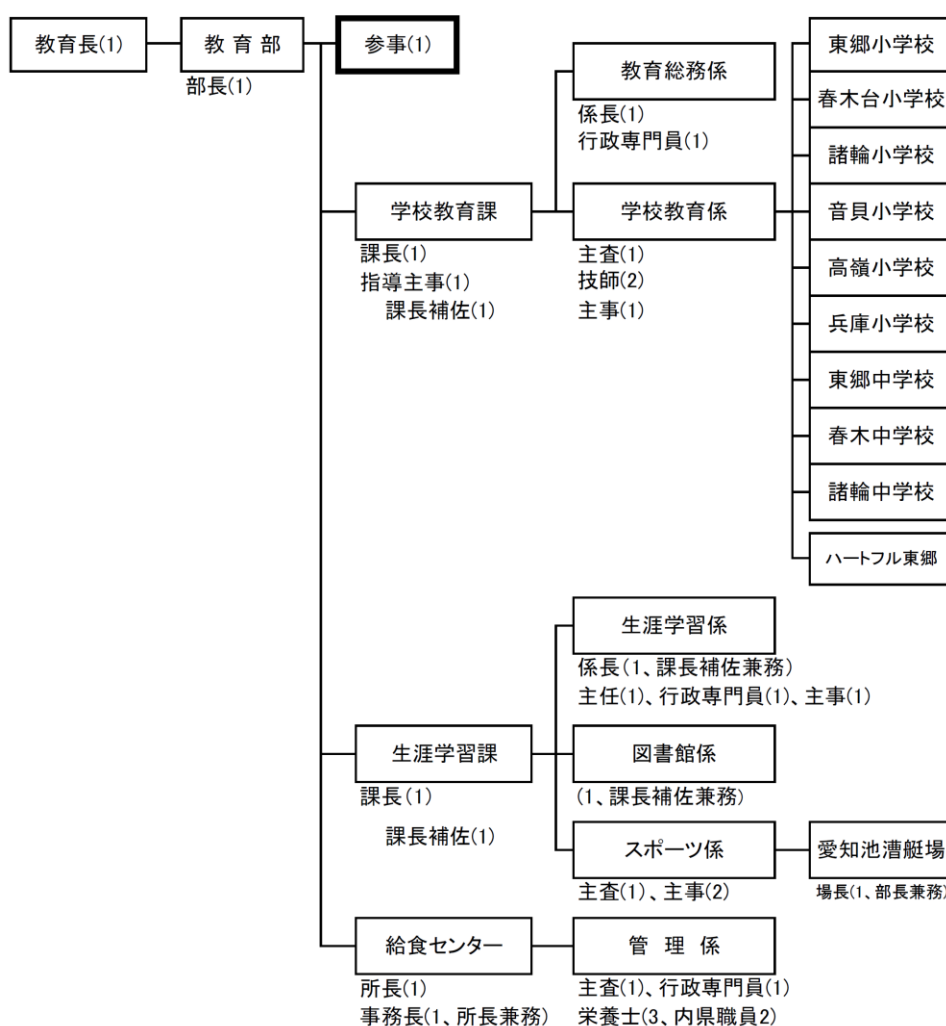 教育長(1)
教 育 部
部長(1)
参事(1)
学校教育課
課長(1)
指導主事(1)
課長補佐(1)
教育総務係
係長(1)
行政専門員(1)
学校教育係
主査(1)
技師(2)
主事(1)
東郷小学校
春木台小学校
諸輪小学校
音貝小学校
高嶺小学校
兵庫小学校
東郷中学校
春木中学校
諸輪中学校
ハートフル東郷
生涯学習課
課長(1)
課長補佐(1)
生涯学習係
係長(1、課長補佐兼務)
主任(1)、行政専門員(1)、主事(1)
図書館係
(1、課長補佐兼務)
スポーツ係
主査(1)、主事(2)
愛知池漕艇場
場長(1、部長兼務)
給食センター
所長(1)
事務長(1、所長兼務)
管 理 係
主査(1)、行政専門員(1)
栄養士(3、内県職員2)